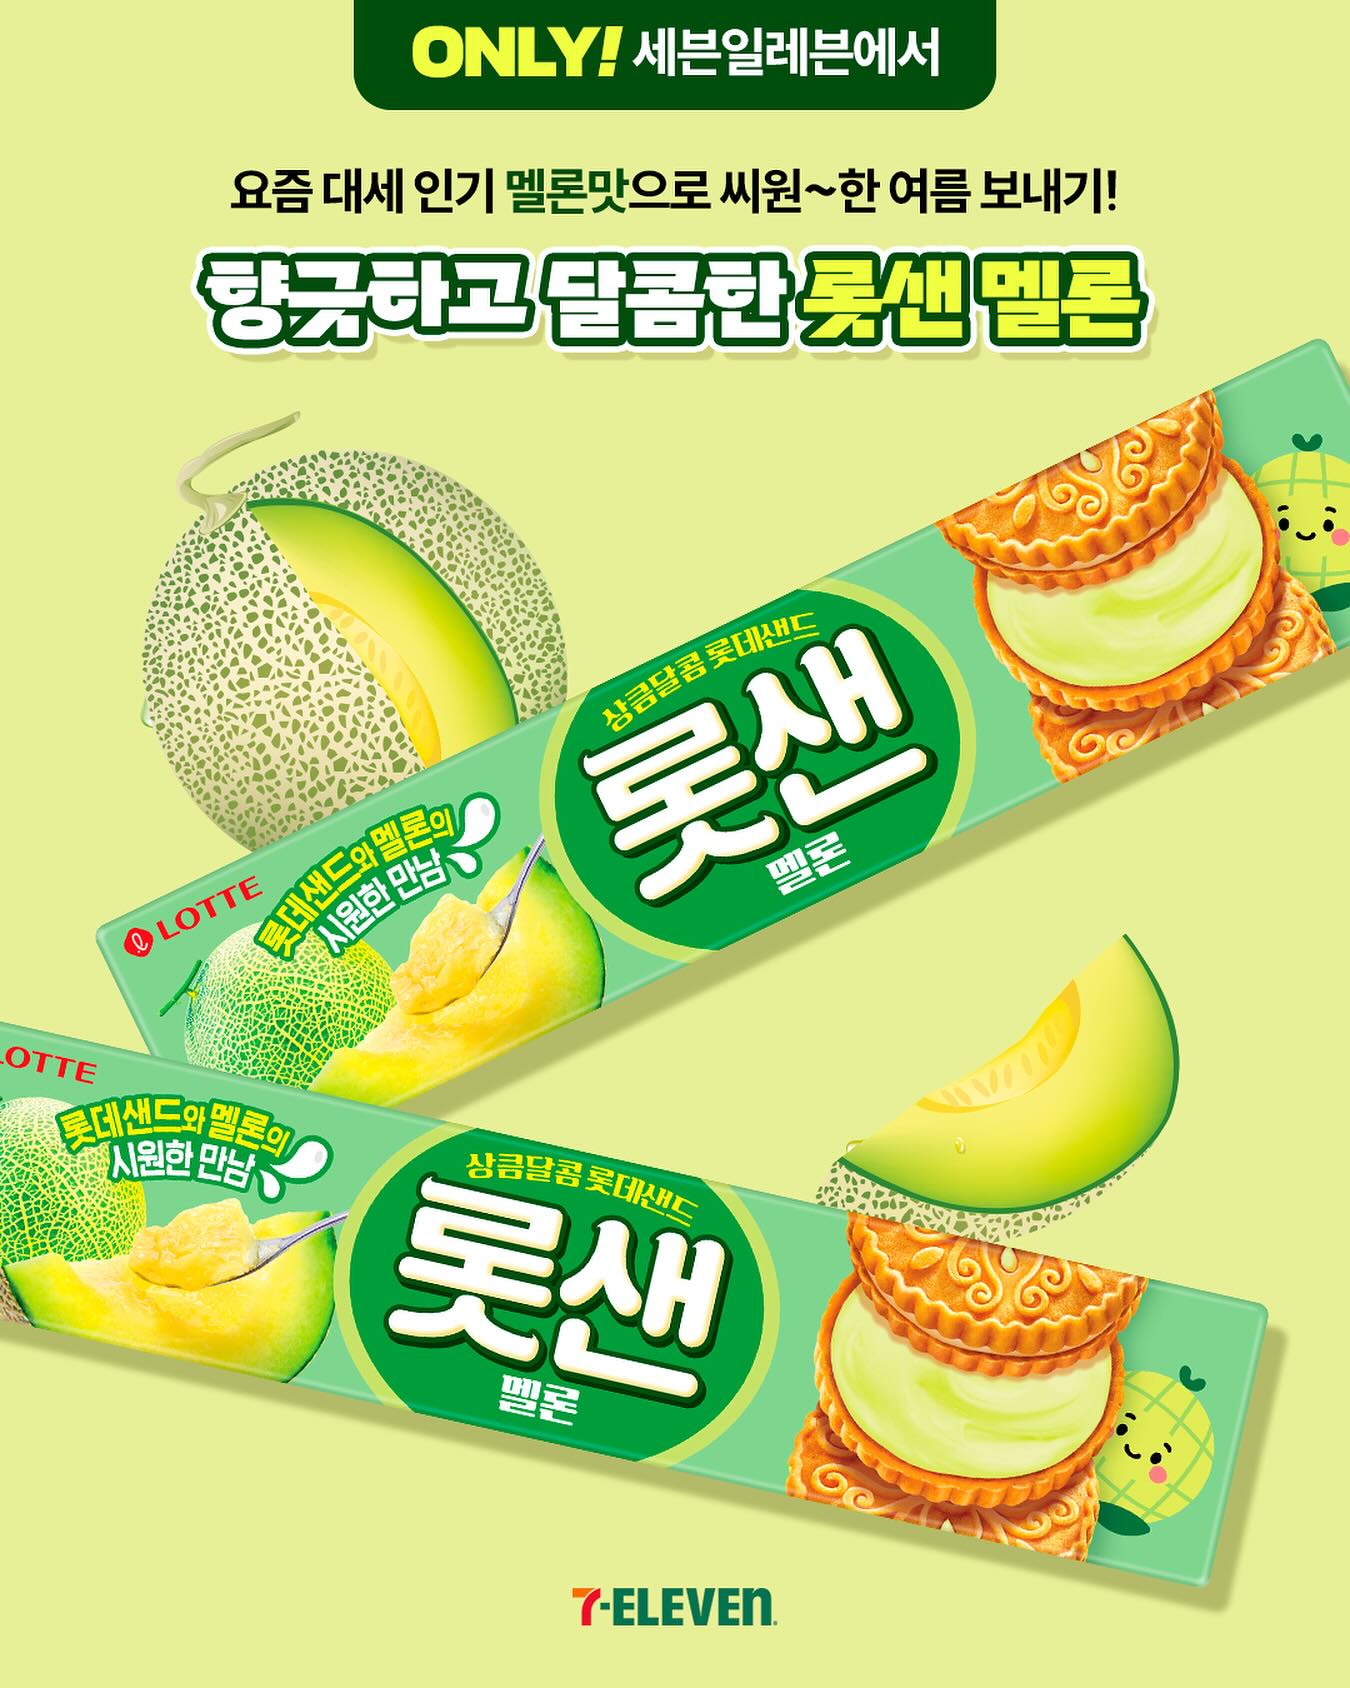 ONLY! 세븐일레븐에서
요즘 대세 인기 멜론맛으로 씨원~한 여름 보내기!
향긋하고 달콤한 롯샌 멜론
상큼달콤 롯데샌드
롯샌
멜론
LOTTE
롯데샌드와 멜론의
시원한 만남
LOTTE
롯데샌드와 멜론의
시원한 만남
상큼달콤 롯데샌드
롯샌
멜론
7-ELEVEn